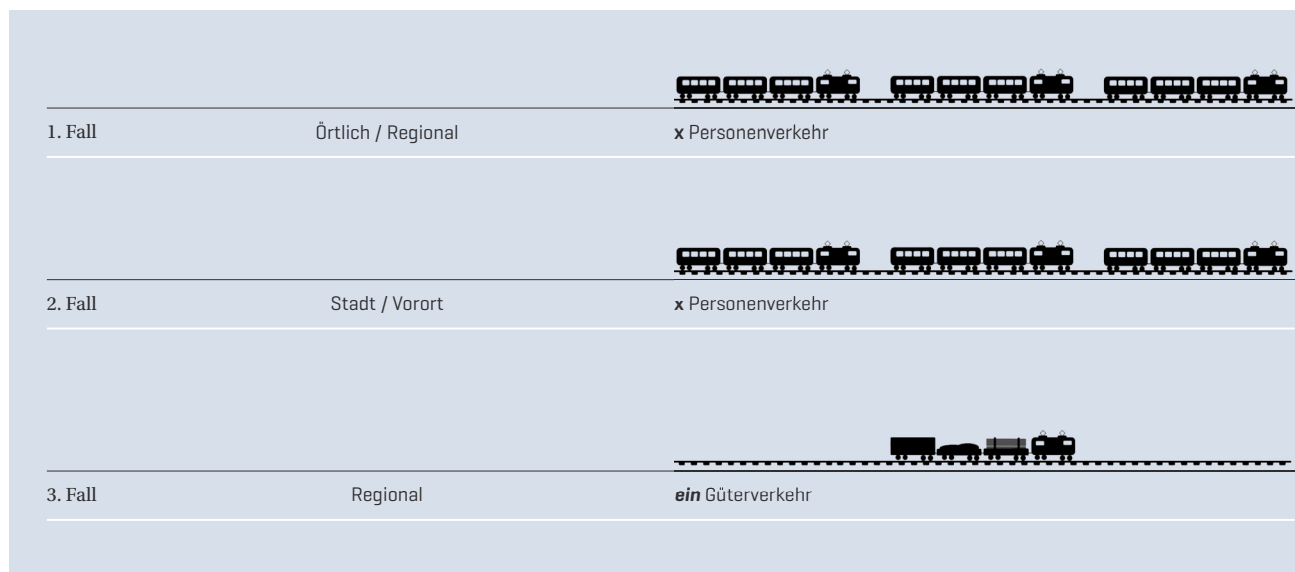 1. Fall Örtlich / Regional x Personenverkehr
2. Fall Stadt / Vorort x Personenverkehr
3. Fall Regional ein Güterverkehr